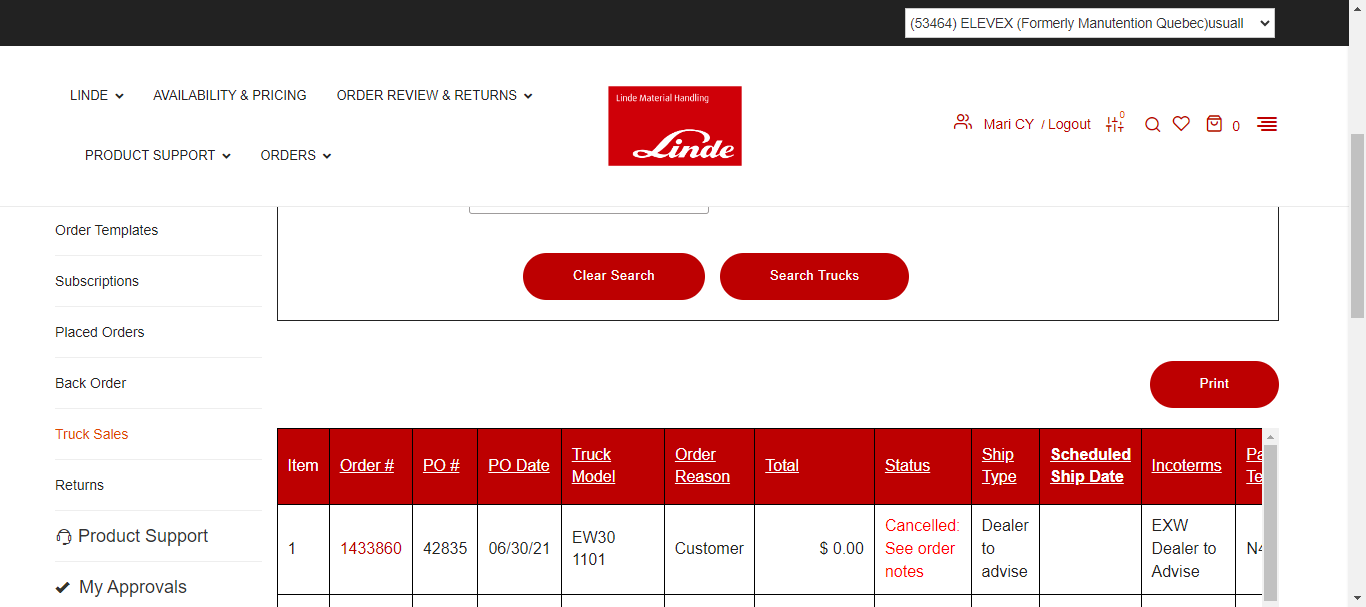 (53464) ELEVEX (Formerly Manutention Quebec)usuall
LINDE
AVAILABILITY & PRICING
ORDER REVIEW & RETURNS
PRODUCT SUPPORT
ORDERS
Linde Material Handling
Linde
Mari CY / Logout
0
0
Order Templates
Subscriptions
Placed Orders
Back Order
Truck Sales
Returns
Product Support
My Approvals
Clear Search
Search Trucks
Print
Item
Order #
PO #
PO Date
Truck
Model
Order
Reason
Total
Status
Ship
Type
Scheduled
Ship Date
Incoterms
1
1433860
42835
06/30/21
EW30
1101
Customer
$ 0.00
Cancelled:
See order
notes
Dealer
to
advise
EXW
Dealer to
Advise